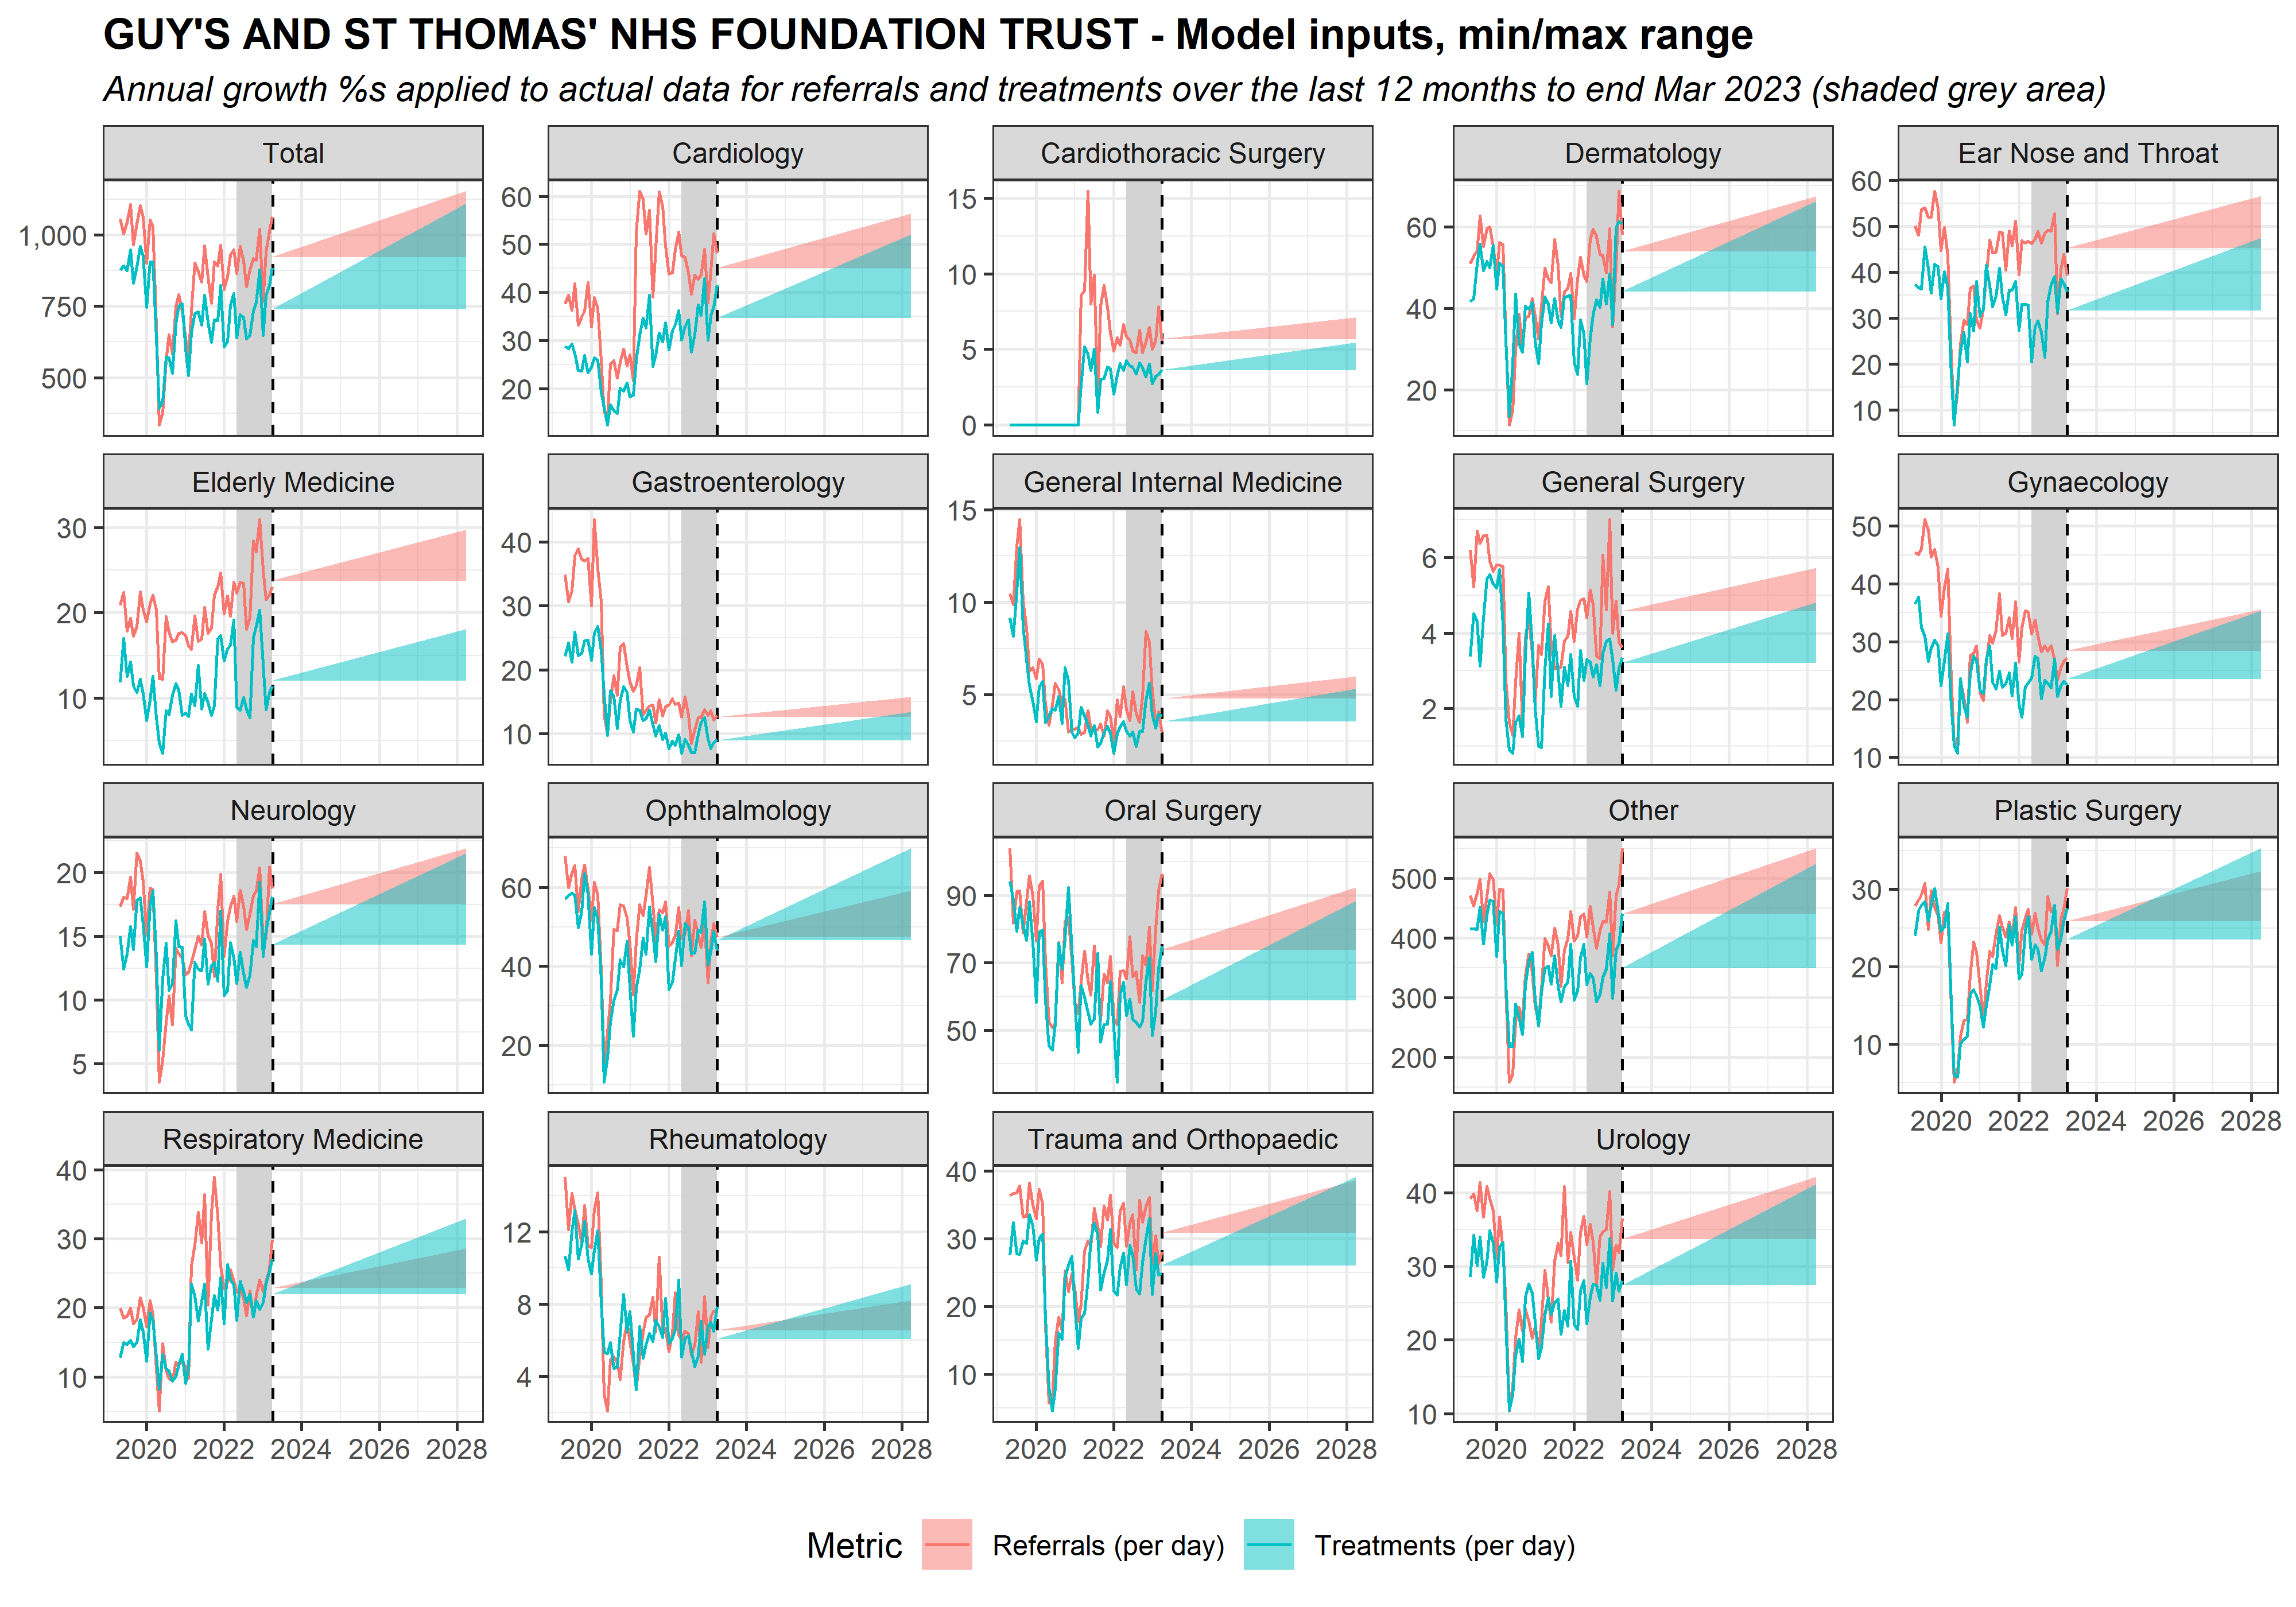 GUY'S AND ST THOMAS' NHS FOUNDATION TRUST - Model inputs, min/max range
Annual growth %s applied to actual data for referrals and treatments over the last 12 months to end Mar 2023 (shaded grey area)
Total
1,000
750
500
Cardiology
60
50
40
30
20
Cardiothoracic Surgery
15
10
5
0
Dermatology
60
40
20
Ear Nose and Throat
60
50
40
30
20
10
Elderly Medicine
30
20
10
Gastroenterology
40
30
20
10
General Internal Medicine
15
10
5
General Surgery
6
4
2
Gynaecology
50
40
30
20
10
Neurology
20
15
10
5
Ophthalmology
60
40
20
Oral Surgery
90
70
50
Other
500
400
300
200
Plastic Surgery
30
20
10
2020 2022 2024 2026 2028
Respiratory Medicine
40
30
20
10
2020 2022 2024 2026 2028
Rheumatology
12
8
4
2020 2022 2024 2026 2028
Trauma and Orthopaedic
40
30
20
10
2020 2022 2024 2026 2028
Urology
40
30
20
10
2020 2022 2024 2026 2028
Metric Referrals (per day) Treatments (per day)